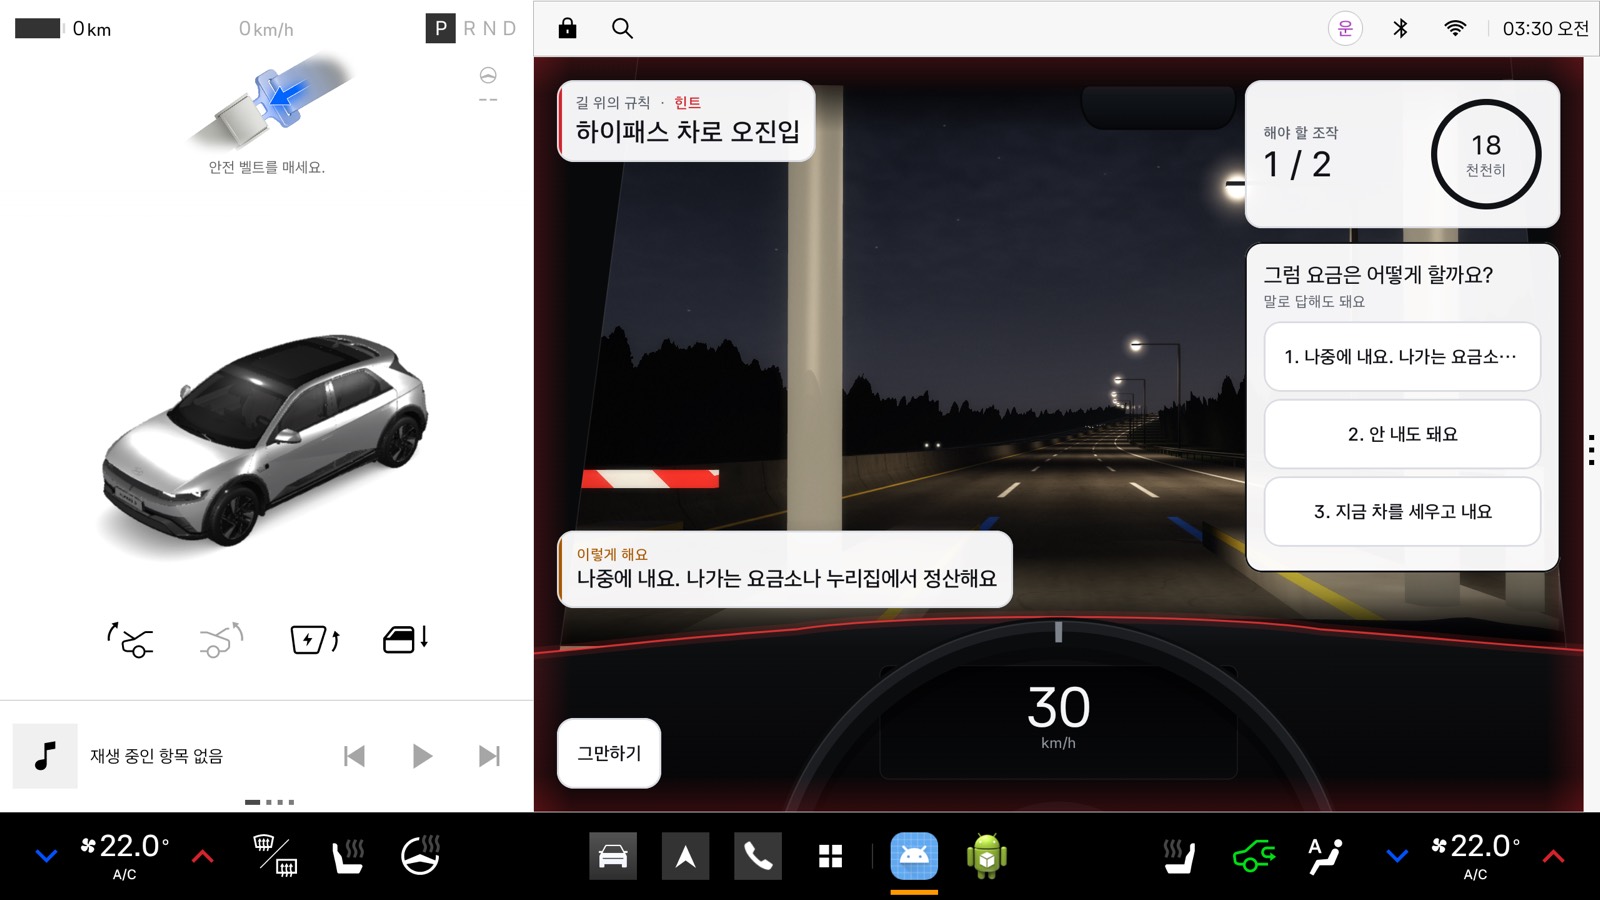 0 km
0 km/h
P R N D
--
안전 벨트를 매세요.
재생 중인 항목 없음
운
03:30 오전
길 위의 규칙 · 힌트
하이패스 차로 오진입
해야 할 조작
1 / 2
18
천천히
그럼 요금은 어떻게 할까요?
말로 답해도 돼요
1. 나중에 내요. 나가는 요금소…
2. 안 내도 돼요
3. 지금 차를 세우고 내요
이렇게 해요
나중에 내요. 나가는 요금소나 누리집에서 정산해요
30
km/h
그만하기
22.0°
A/C
A
22.0°
A/C